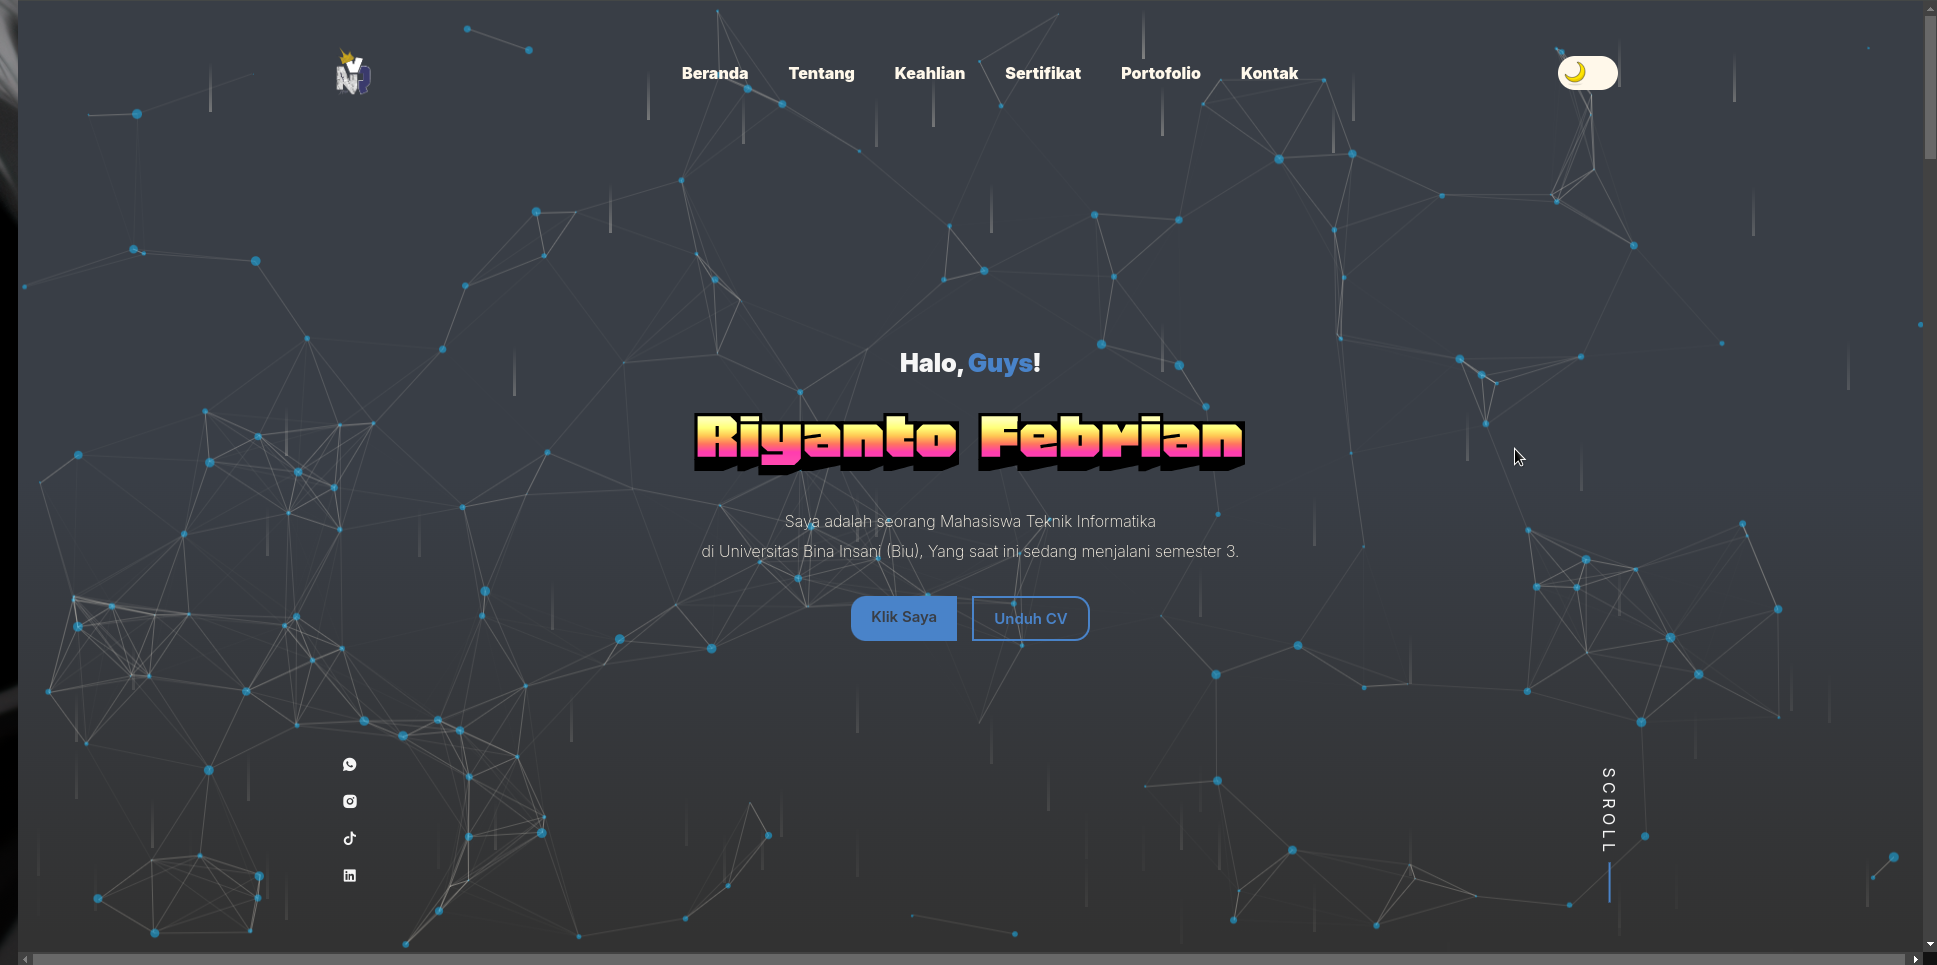 Beranda Tentang Keahlian Sertifikat Portofolio Kontak
Halo, Guys!
Riyanto Febrian
Saya adalah seorang Mahasiswa Teknik Informatika
di Universitas Bina Insani (Biu), Yang saat ini sedang menjalani semester 3.
Klik Saya Unduh CV
SCROLL